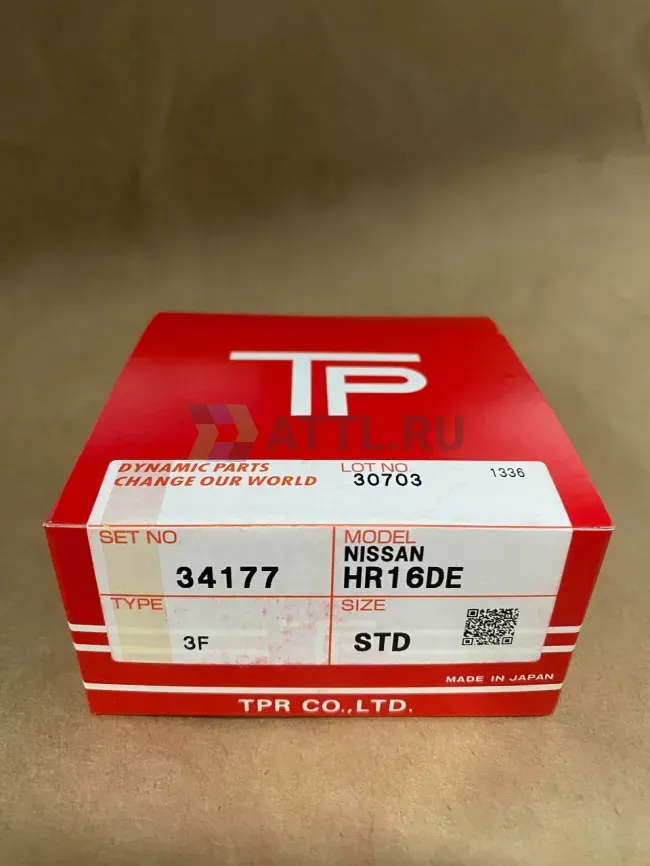 TP
ATTL.RU
DYNAMIC PARTS
CHANGE OUR WORLD
LOT NO
30703
1336
SET NO
34177
MODEL
NISSAN
HR16DE
TYPE
3F
SIZE
STD
MADE IN JAPAN
TPR CO.,LTD.